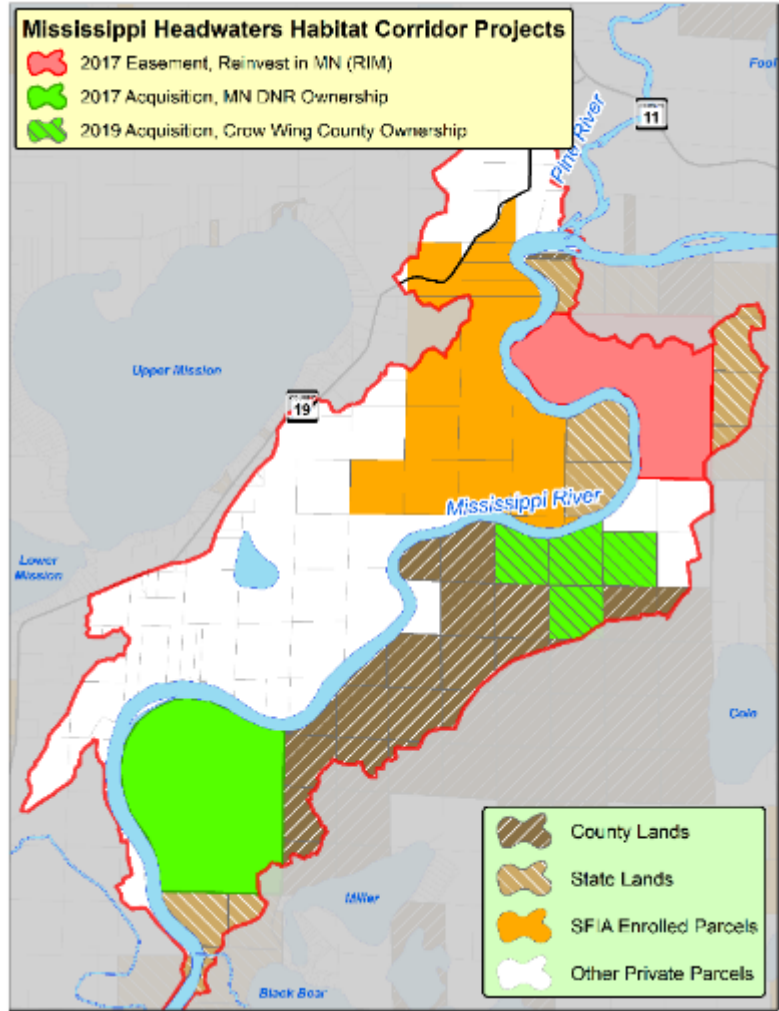 Mississippi Headwaters Habitat Corridor Projects
2017 Easement, Reinvest in MN (RIM)
2017 Acquisition, MN DNR Ownership
2019 Acquisition, Crow Wing County Ownership
Fool
11
Pine River
Upper Mission
19
Mississippi River
Lower
Mission
Cole
County Lands
State Lands
SFIA Enrolled Parcels
Other Private Parcels
Miller
Black Bear